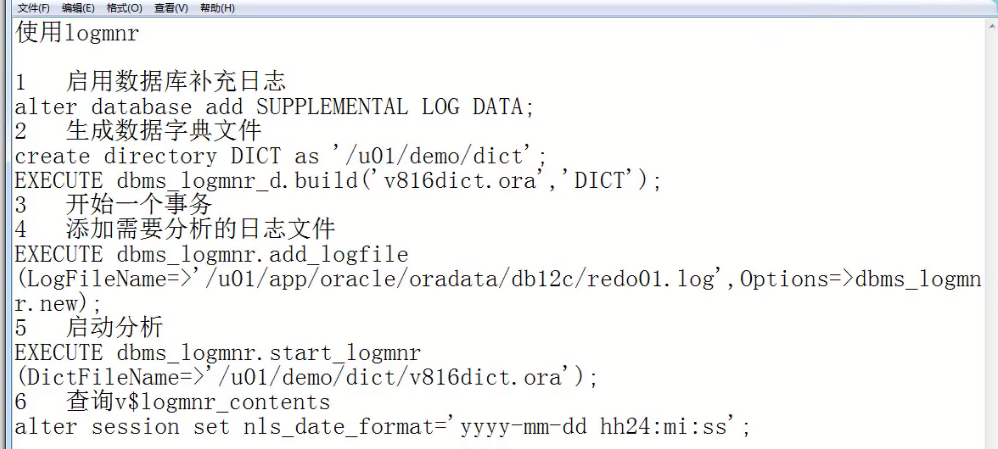 文件(F) 编辑(E) 格式(O) 查看(V) 帮助(H)
使用logmnr
1 启用数据库补充日志
alter database add SUPPLEMENTAL LOG DATA;
2 生成数据字典文件
create directory DICT as '/u01/demo/dict';
EXECUTE dbms_logmnr_d.build('v816dict.ora','DICT');
3 开始一个事务
4 添加需要分析的日志文件
EXECUTE dbms_logmnr.add_logfile
(LogFileName=>'/u01/app/oracle/oradata/db12c/redo01.log',Options=>dbms_logmn
r.new);
5 启动分析
EXECUTE dbms_logmnr.start_logmnr
(DictFileName=>'/u01/demo/dict/v816dict.ora');
6 查询v$logmnr_contents
alter session set nls_date_format='yyyy-mm-dd hh24:mi:ss';